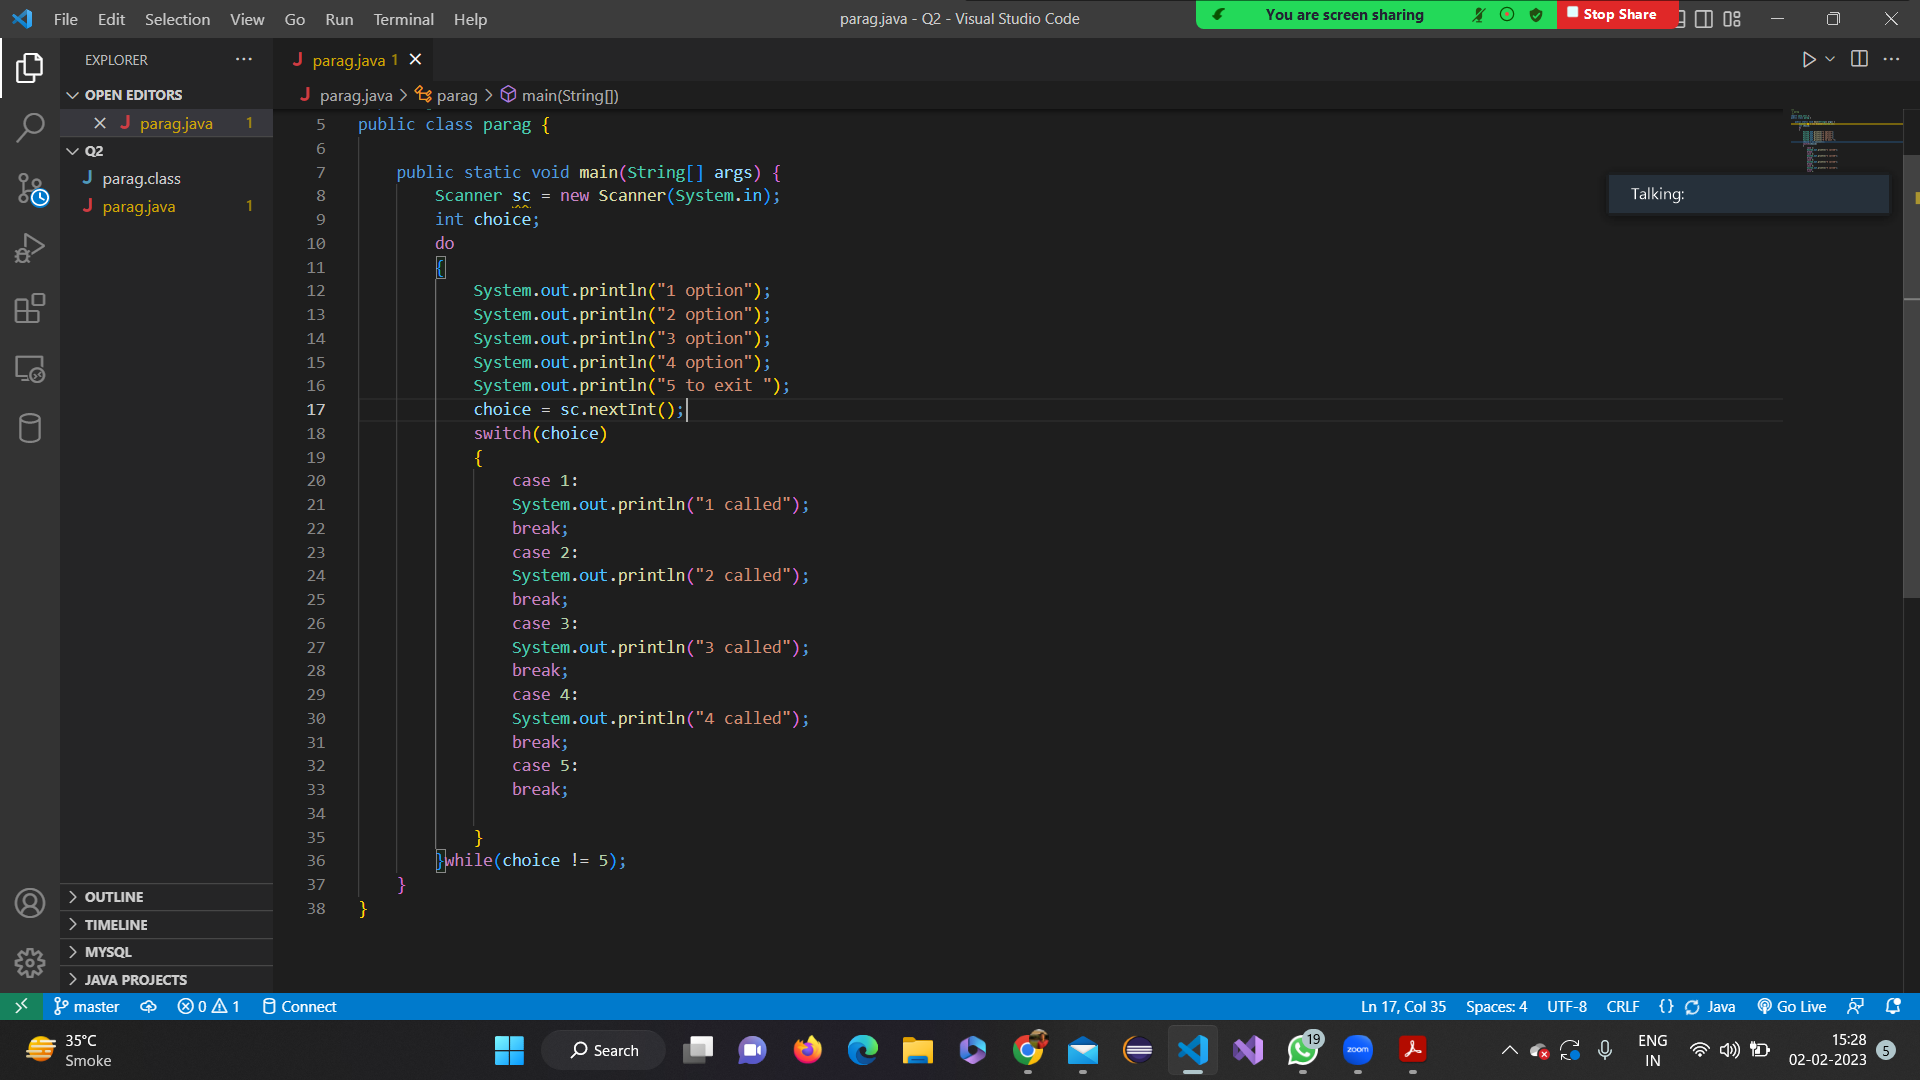 File Edit Selection View Go Run Terminal Help
parag.java - Q2 - Visual Studio Code
You are screen sharing
Stop Share
EXPLORER
parag.java 1
OPEN EDITORS
parag.java > parag > main(String[])
parag.java 1
Q2
parag.class
parag.java 1
OUTLINE
TIMELINE
MYSQL
JAVA PROJECTS
5 public class parag {
6
7 public static void main(String[] args) {
8 Scanner sc = new Scanner(System.in);
9 int choice;
10 do
11 {
12 System.out.println("1 option");
13 System.out.println("2 option");
14 System.out.println("3 option");
15 System.out.println("4 option");
16 System.out.println("5 to exit ");
17 choice = sc.nextInt();
18 switch(choice)
19 {
20 case 1:
21 System.out.println("1 called");
22 break;
23 case 2:
24 System.out.println("2 called");
25 break;
26 case 3:
27 System.out.println("3 called");
28 break;
29 case 4:
30 System.out.println("4 called");
31 break;
32 case 5:
33 break;
34
35 }
36 }while(choice != 5);
37 }
38 }
Talking:
master
0 1
Connect
Ln 17, Col 35
Spaces: 4
UTF-8
CRLF
{} Java
Go Live
35°C
Smoke
Search
19
zoom
ENG
IN
15:28
02-02-2023
5